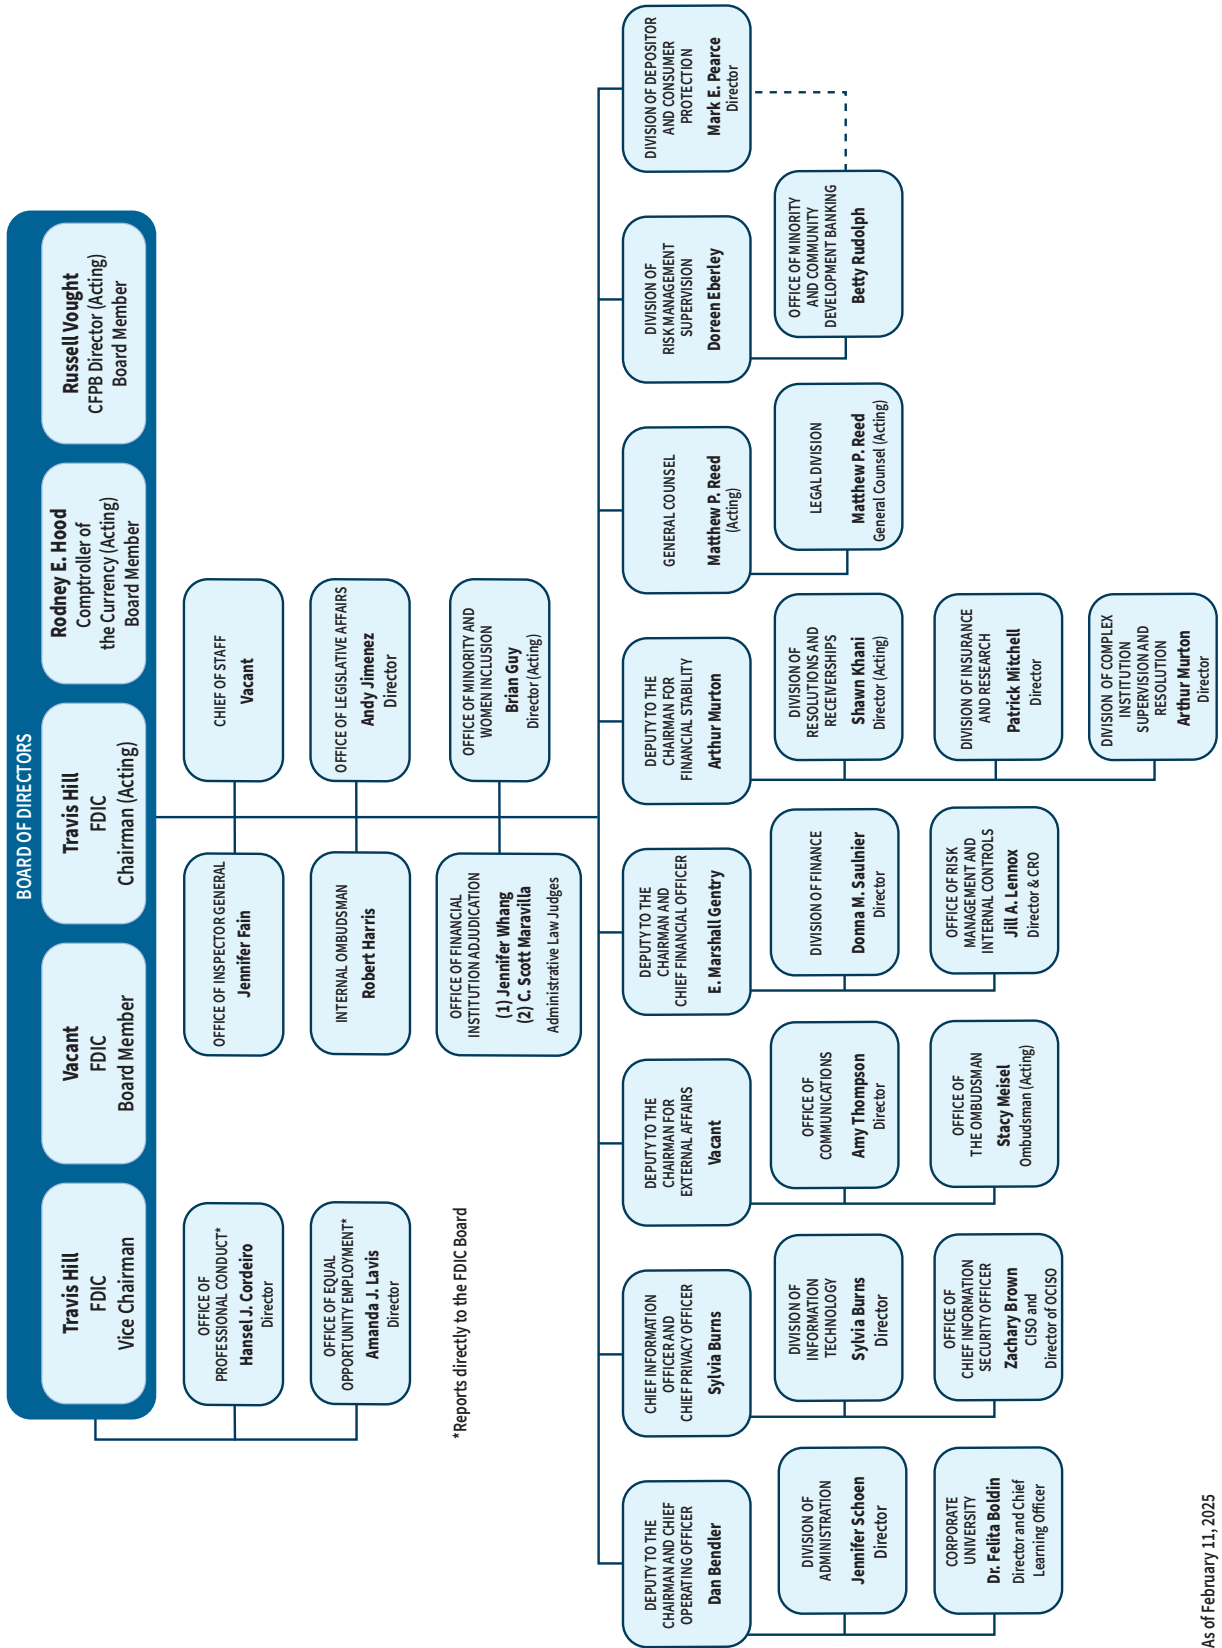 BOARD OF DIRECTORS
Travis Hill
FDIC
Vice Chairman
Vacant
FDIC
Board Member
Travis Hill
FDIC
Chairman (Acting)
Rodney E. Hood
Comptroller of
the Currency (Acting)
Board Member
Russell Vought
CFPB Director (Acting)
Board Member
OFFICE OF
PROFESSIONAL CONDUCT*
Hansel J. Cordeiro
Director
OFFICE OF EQUAL
OPPORTUNITY EMPLOYMENT*
Amanda J. Lavis
Director
*Reports directly to the FDIC Board
OFFICE OF INSPECTOR GENERAL
Jennifer Fain
CHIEF OF STAFF
Vacant
INTERNAL OMBUDSMAN
Robert Harris
OFFICE OF LEGISLATIVE AFFAIRS
Andy Jimenez
Director
OFFICE OF FINANCIAL
INSTITUTION ADJUDICATION
(1) Jennifer Whang
(2) C. Scott Maravilla
Administrative Law Judges
OFFICE OF MINORITY AND
WOMEN INCLUSION
Brian Guy
Director (Acting)
DEPUTY TO THE
CHAIRMAN AND CHIEF
OPERATING OFFICER
Dan Bendler
DIVISION OF
ADMINISTRATION
Jennifer Schoen
Director
CORPORATE
UNIVERSITY
Dr. Felita Boldin
Director and Chief
Learning Officer
CHIEF INFORMATION
OFFICER AND
CHIEF PRIVACY OFFICER
Sylvia Burns
DIVISION OF
INFORMATION
TECHNOLOGY
Sylvia Burns
Director
OFFICE OF
CHIEF INFORMATION
SECURITY OFFICER
Zachary Brown
CISO and
Director of OCISO
DEPUTY TO THE
CHAIRMAN FOR
EXTERNAL AFFAIRS
Vacant
OFFICE OF
COMMUNICATIONS
Amy Thompson
Director
OFFICE OF
THE OMBUDSMAN
Stacy Meisel
Ombudsman (Acting)
DEPUTY TO THE
CHAIRMAN AND
CHIEF FINANCIAL OFFICER
E. Marshall Gentry
DIVISION OF FINANCE
Donna M. Saulnier
Director
OFFICE OF RISK
MANAGEMENT AND
INTERNAL CONTROLS
Jill A. Lennox
Director & CRO
DEPUTY TO THE
CHAIRMAN FOR
FINANCIAL STABILITY
Arthur Murton
DIVISION OF
RESOLUTIONS AND
RECEIVERSHIPS
Shawn Khani
Director (Acting)
DIVISION OF INSURANCE
AND RESEARCH
Patrick Mitchell
Director
DIVISION OF COMPLEX
INSTITUTION
SUPERVISION AND
RESOLUTION
Arthur Murton
Director
GENERAL COUNSEL
Matthew P. Reed
(Acting)
LEGAL DIVISION
Matthew P. Reed
General Counsel (Acting)
DIVISION OF
RISK MANAGEMENT
SUPERVISION
Doreen Eberley
OFFICE OF MINORITY
AND COMMUNITY
DEVELOPMENT BANKING
Betty Rudolph
DIVISION OF DEPOSITOR
AND CONSUMER
PROTECTION
Mark E. Pearce
Director
As of February 11, 2025